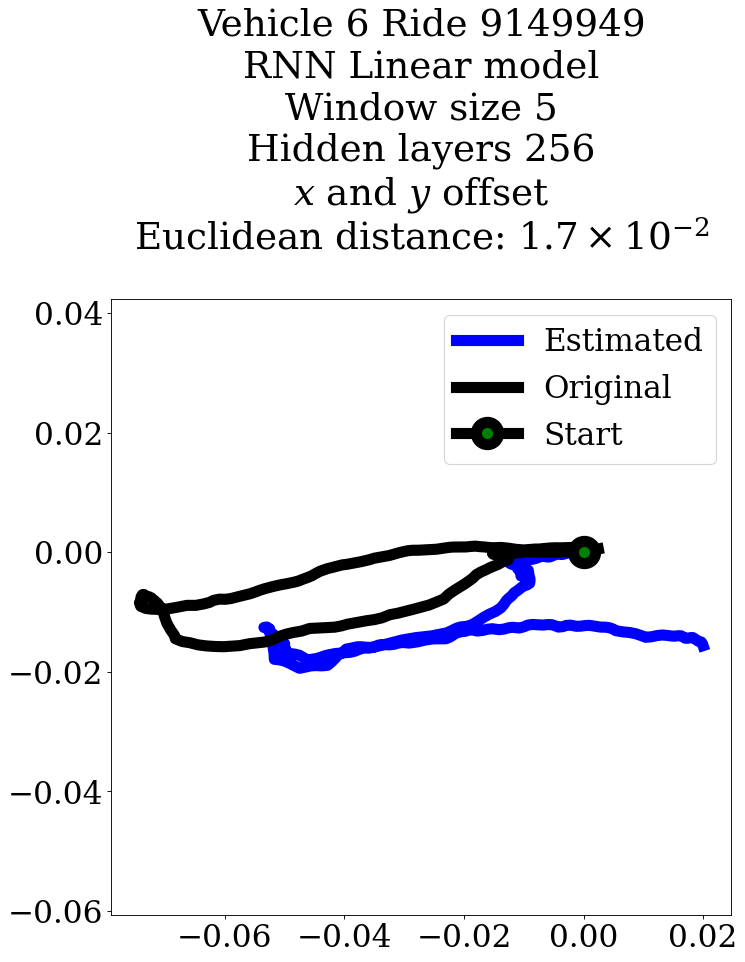 Vehicle 6 Ride 9149949
RNN Linear model
Window size 5
Hidden layers 256
x and y offset
Euclidean distance: 1.7 × 10⁻²
Estimated
Original
Start
0.04
0.02
0.00
−0.02
−0.04
−0.06
−0.06 −0.04 −0.02 0.00 0.02